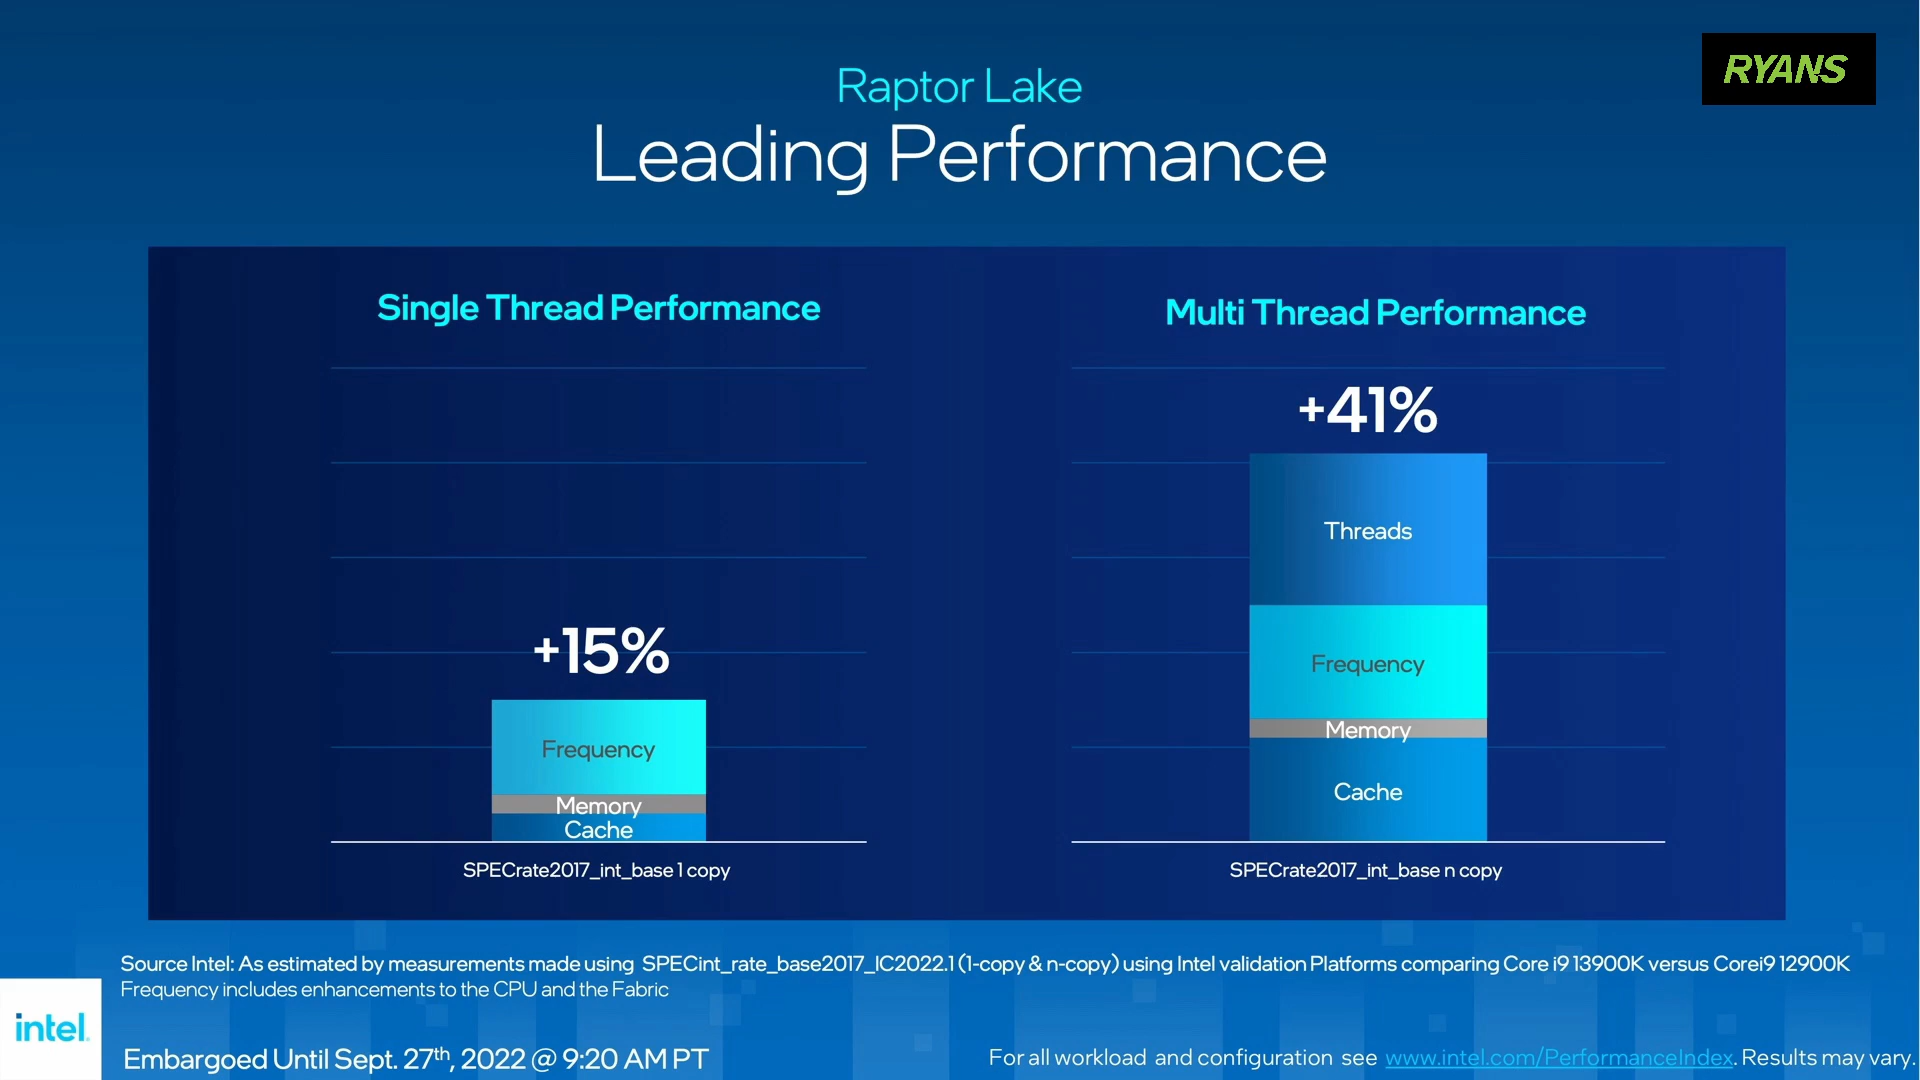 RYANS
Raptor Lake
Leading Performance
Single Thread Performance
+15%
Frequency
Memory
Cache
SPECrate2017_int_base 1 copy
Multi Thread Performance
+41%
Threads
Frequency
Memory
Cache
SPECrate2017_int_base n copy
Source Intel: As estimated by measurements made using SPECint_rate_base2017_IC2022.1 (1-copy & n-copy) using Intel validation Platforms comparing Core i9 13900K versus Corei9 12900K
Frequency includes enhancements to the CPU and the Fabric
intel.
Embargoed Until Sept. 27th, 2022 @ 9:20 AM PT
For all workload and configuration see www.intel.com/PerformanceIndex. Results may vary.